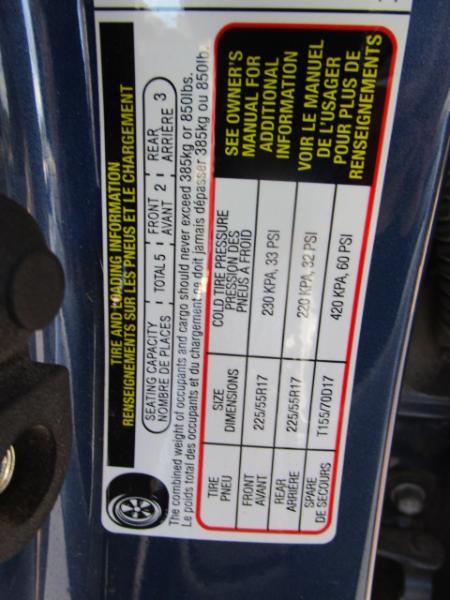 TIRE AND LOADING INFORMATION
RENSEIGNEMENTS SUR LES PNEUS ET LE CHARGEMENT
SEATING CAPACITY
NOMBRE DE PLACES
TOTAL 5
FRONT
AVANT 2
REAR
ARRIÈRE 3
The combined weight of occupants and cargo should never exceed 385kg or 850lbs.
Le poids total des occupants et du chargement ne doit jamais dépasser 385kg ou 850lb.
TIRE
PNEU
SIZE
DIMENSIONS
COLD TIRE PRESSURE
PRESSION DES
PNEUS À FROID
FRONT
AVANT
225/55R17
230 KPA, 33 PSI
REAR
ARRIÈRE
225/55R17
220 KPA, 32 PSI
SPARE
DE SECOURS
T155/70D17
420 KPA, 60 PSI
SEE OWNER'S
MANUAL FOR
ADDITIONAL
INFORMATION
VOIR LE MANUEL
DE L'USAGER
POUR PLUS DE
RENSEIGNEMENTS